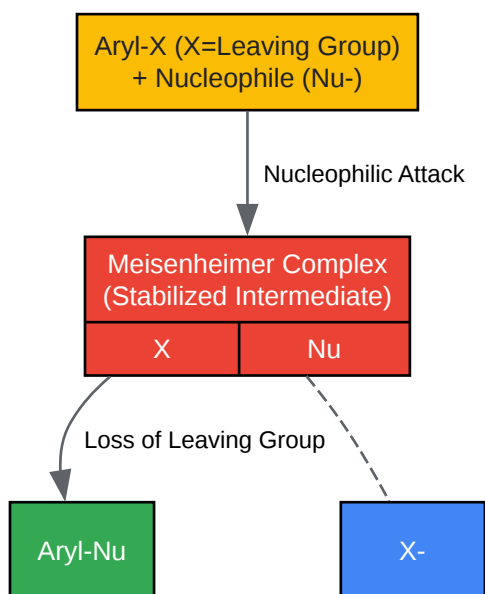 Aryl-X (X=Leaving Group)
+ Nucleophile (Nu-)
Nucleophilic Attack
Meisenheimer Complex
(Stabilized Intermediate)
X
Nu
Loss of Leaving Group
Aryl-Nu
X-